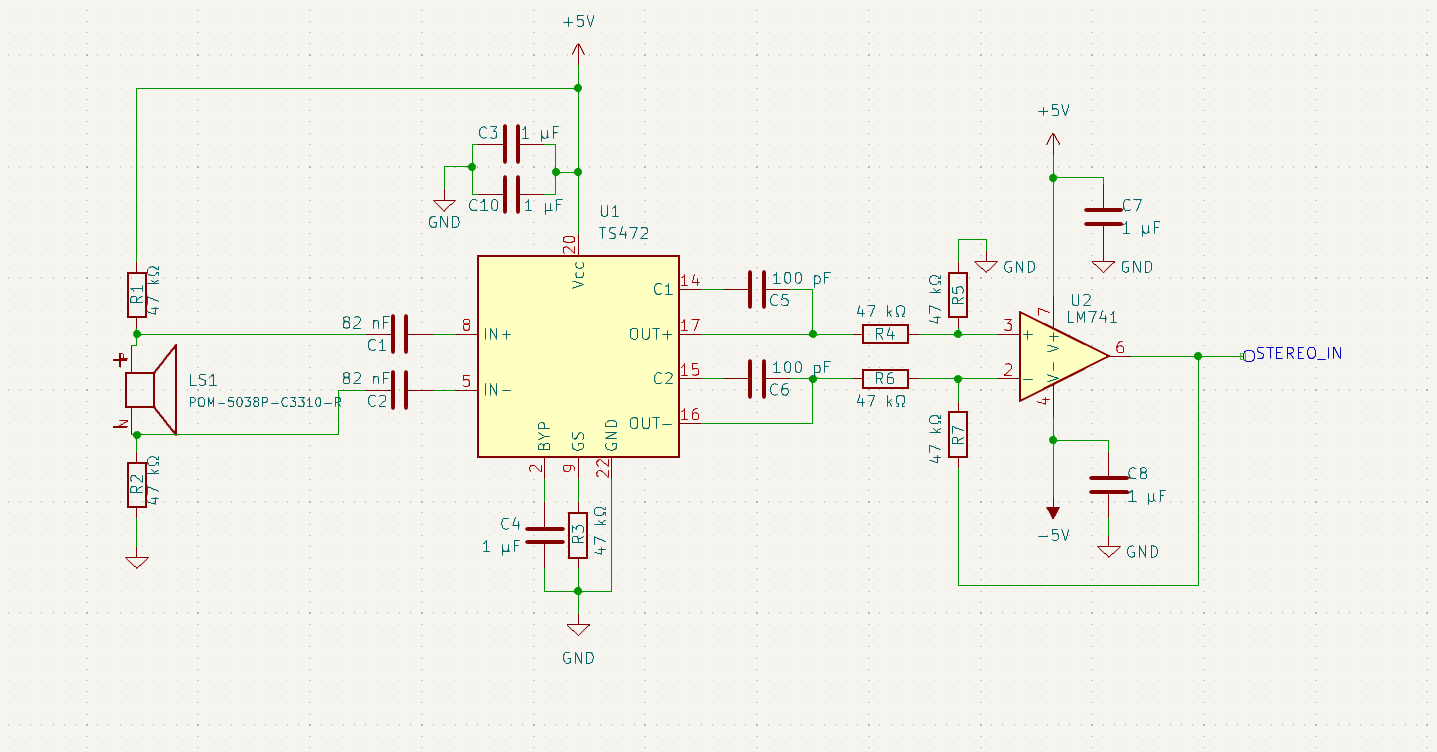 +5V
+5V
C3 1 µF
C10 1 µF
GND
U1
TS472
20
Vcc
C7
1 µF
GND
R1
47 kΩ
C1 14
100 pF
C5
R5
47 kΩ
GND
U2
LM741
82 nF
C1
8 IN+
OUT+ 17
47 kΩ
R4
3 +
7
V+
6
STEREO_IN
+
LS1
POM-5038P-C3310-R
N
82 nF
C2
5 IN-
C2 15
100 pF
C6
R6
47 kΩ
2 -
V-
4
OUT- 16
BYP
GS
GND
2
9
22
R7
47 kΩ
R2
47 kΩ
C8
1 µF
-5V
GND
C4
1 µF
R3
47 kΩ
GND